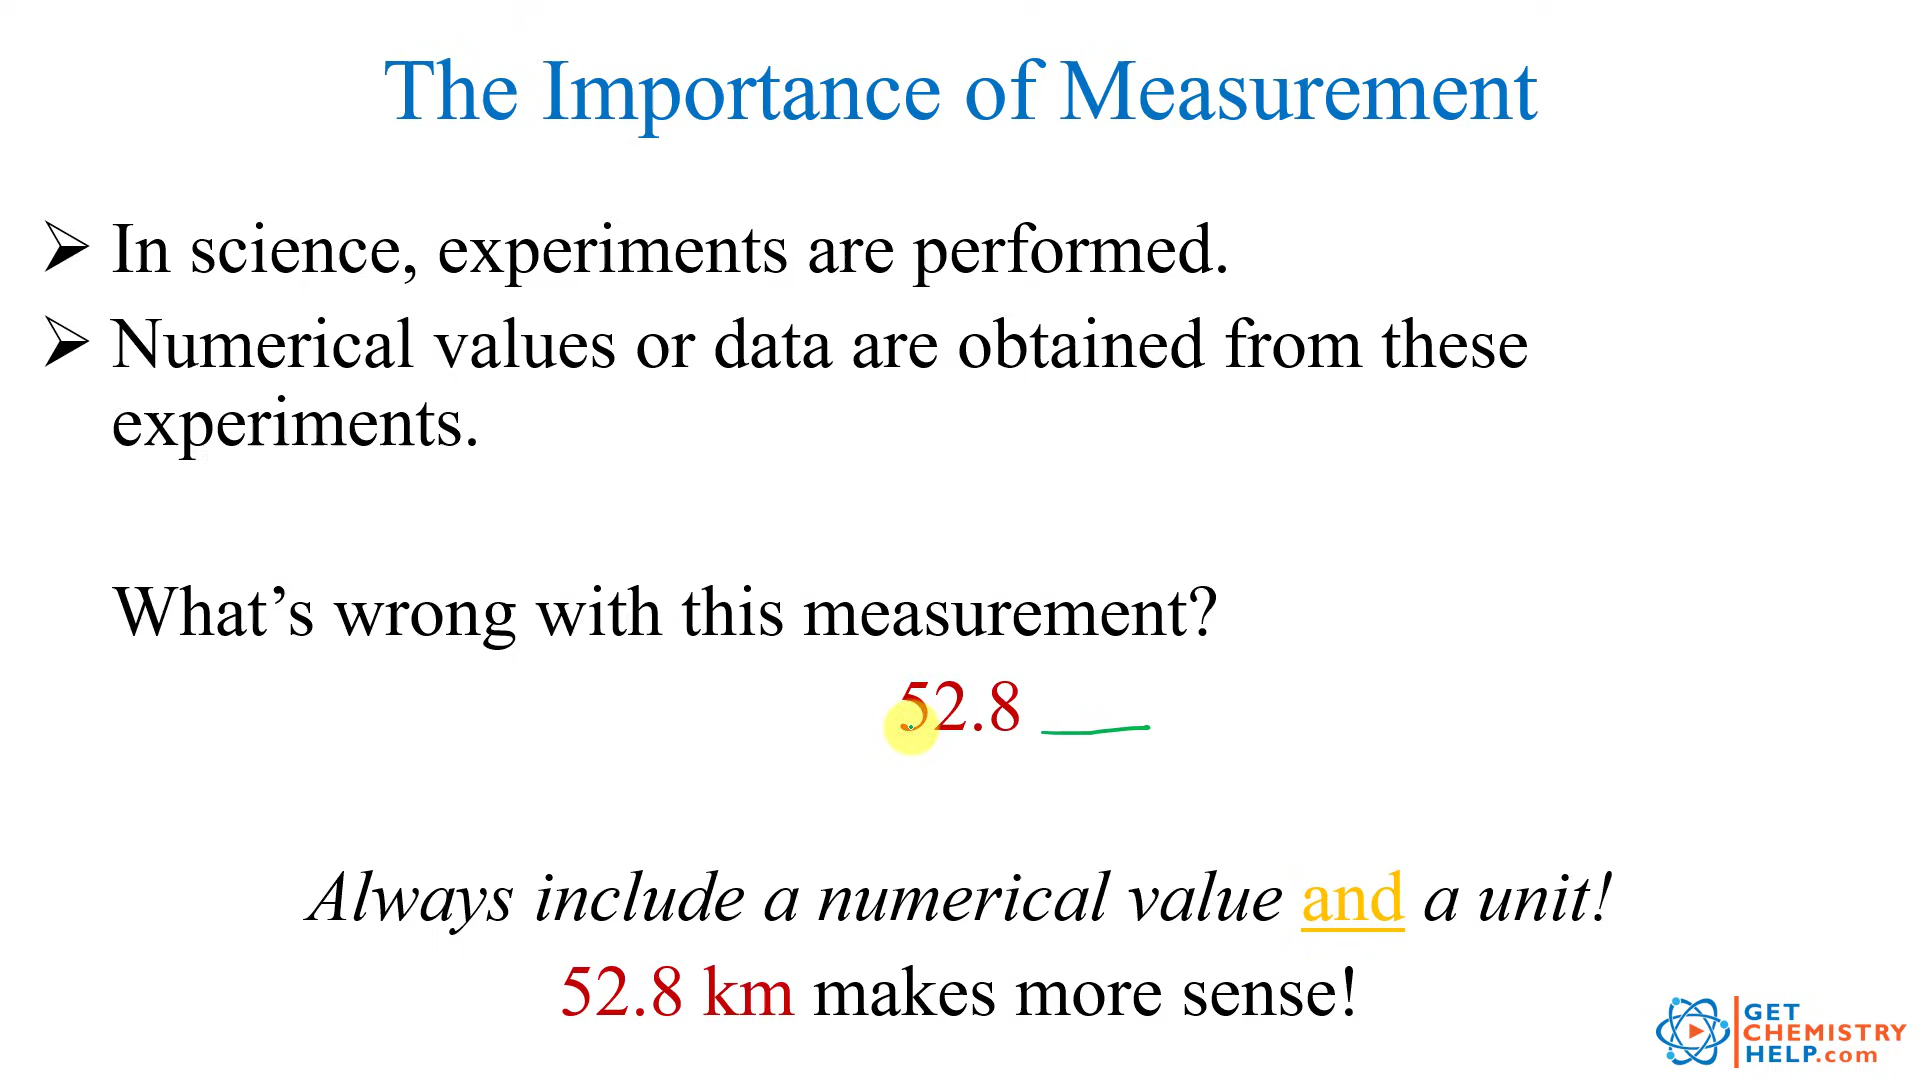 The Importance of Measurement
➢ In science, experiments are performed.
➢ Numerical values or data are obtained from these
experiments.
What’s wrong with this measurement?
52.8
Always include a numerical value and a unit!
52.8 km makes more sense!
GET
CHEMISTRY
HELP.com